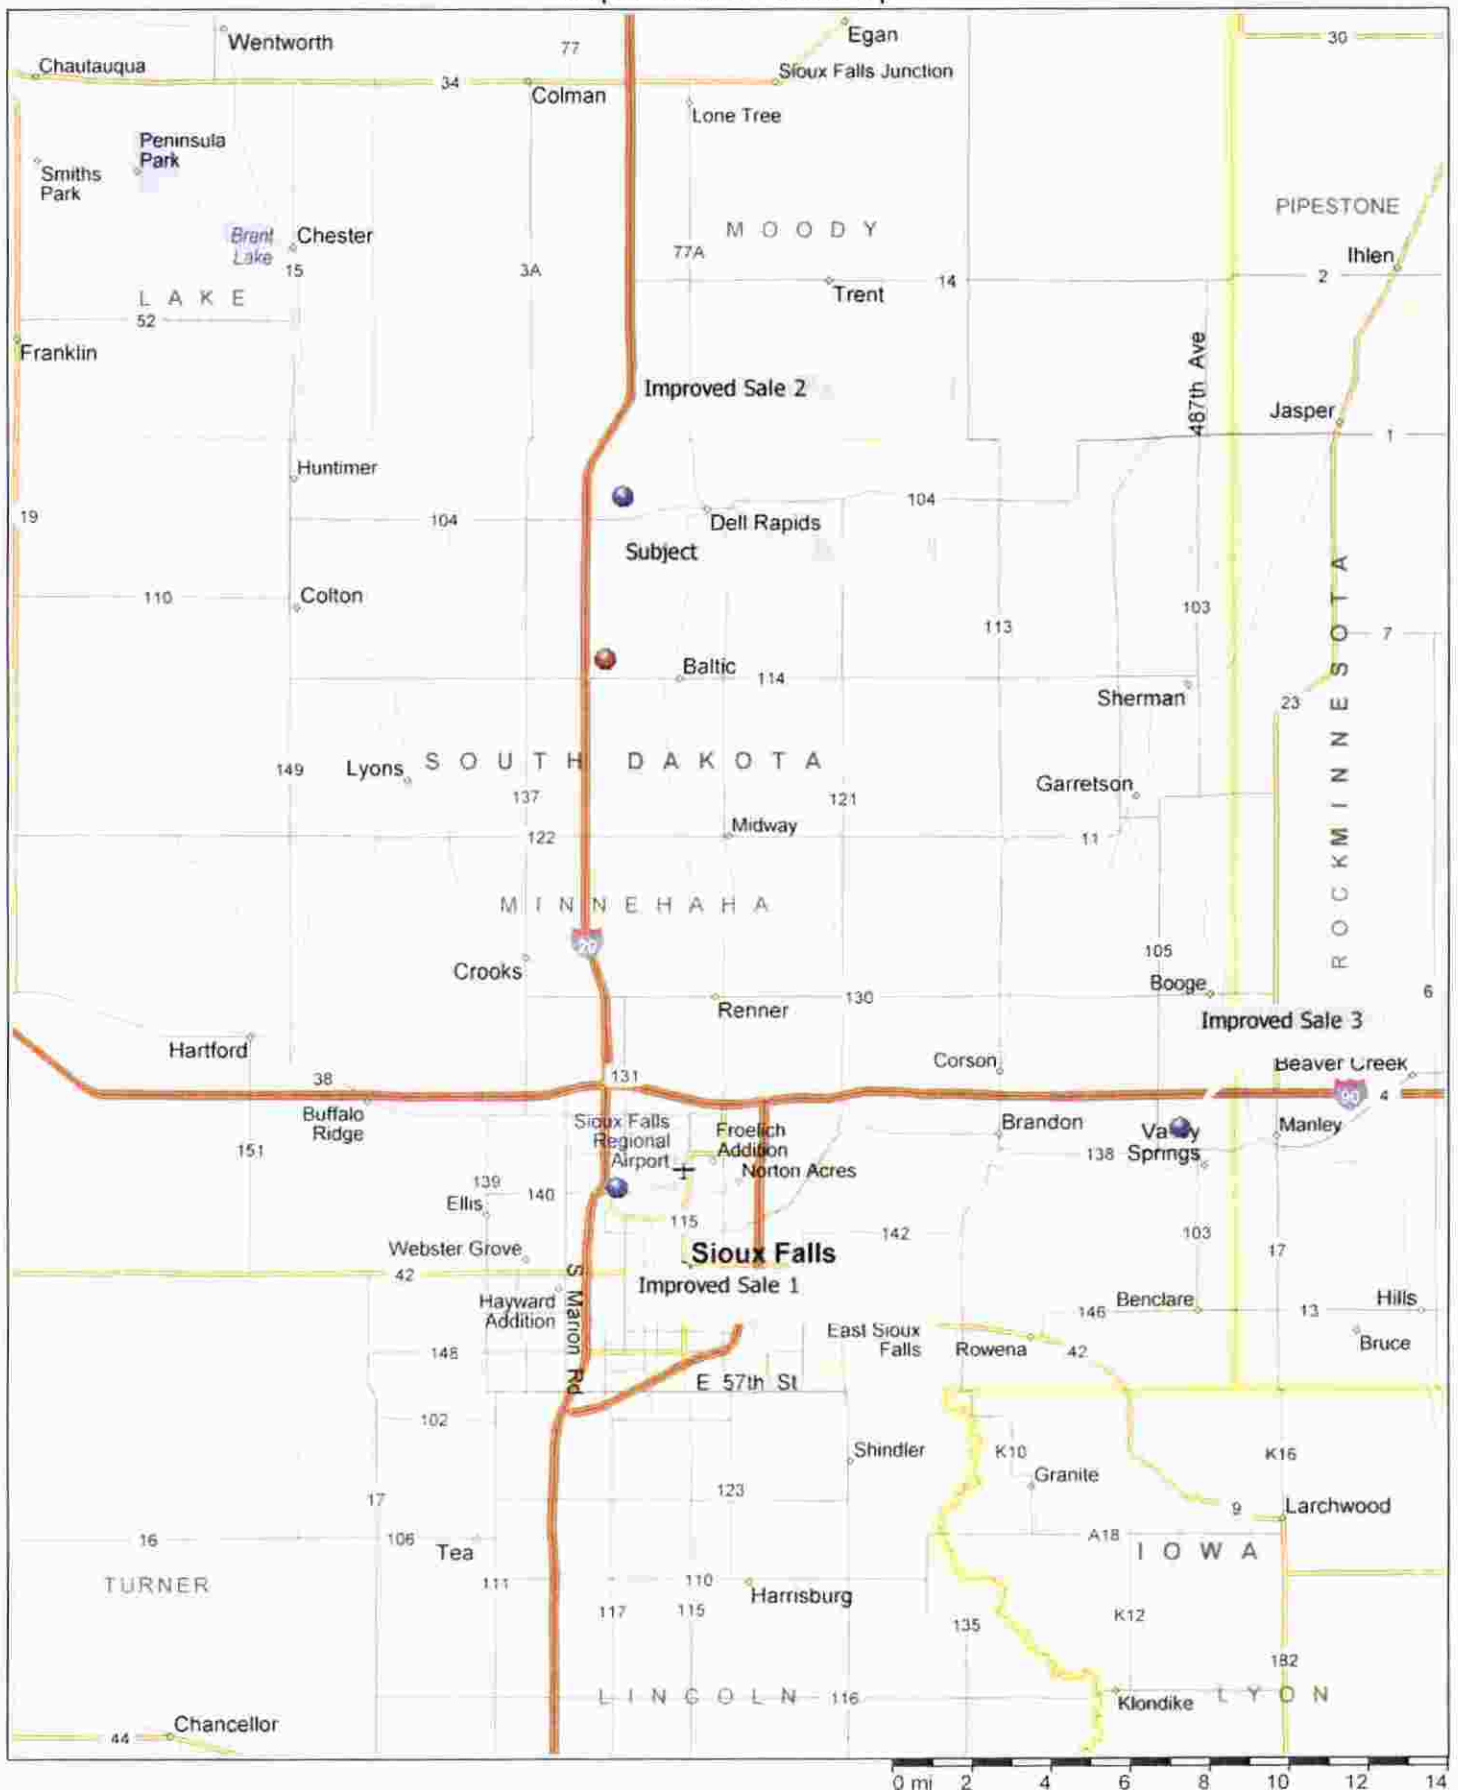 Wentworth
77
Egan
30
Chautauqua
34
Colman
Sioux Falls Junction
Lone Tree
Peninsula
Park
Smiths
Park
PIPESTONE
MOODY
Brant
Lake
Chester
15
3A
77A
Ihlen
2
14
Trent
LAKE
52
Franklin
487th Ave
Improved Sale 2
Jasper
1
Huntimer
19
104
104
Dell Rapids
Subject
110
Colton
113
103
7
MINNESOTA
Baltic
114
Sherman
23
149
Lyons
SOUTH DAKOTA
137
121
Garretson
122
Midway
11
ROCK
MINNEHAHA
29
Crooks
105
Booge
6
Renner
130
Improved Sale 3
Hartford
Corson
Beaver Creek
38
131
90
4
Buffalo
Ridge
Sioux Falls
Regional
Airport
Froelich
Addition
Norton Acres
Brandon
Manley
151
138
Springs
139
140
Ellis
115
142
103
17
Webster Grove
Sioux Falls
42
Improved Sale 1
Hayward
Addition
S Marion Rd
146
Benclare
13
Hills
East Sioux
Falls
Rowena
42
Bruce
148
E 57th St
102
Shindler
K10
Granite
K16
17
123
9
Larchwood
16
106
Tea
A18
IOWA
TURNER
111
110
Harrisburg
117
115
135
K12
182
LINCOLN
116
Klondike
LYON
44
Chancellor
0 mi 2 4 6 8 10 12 14